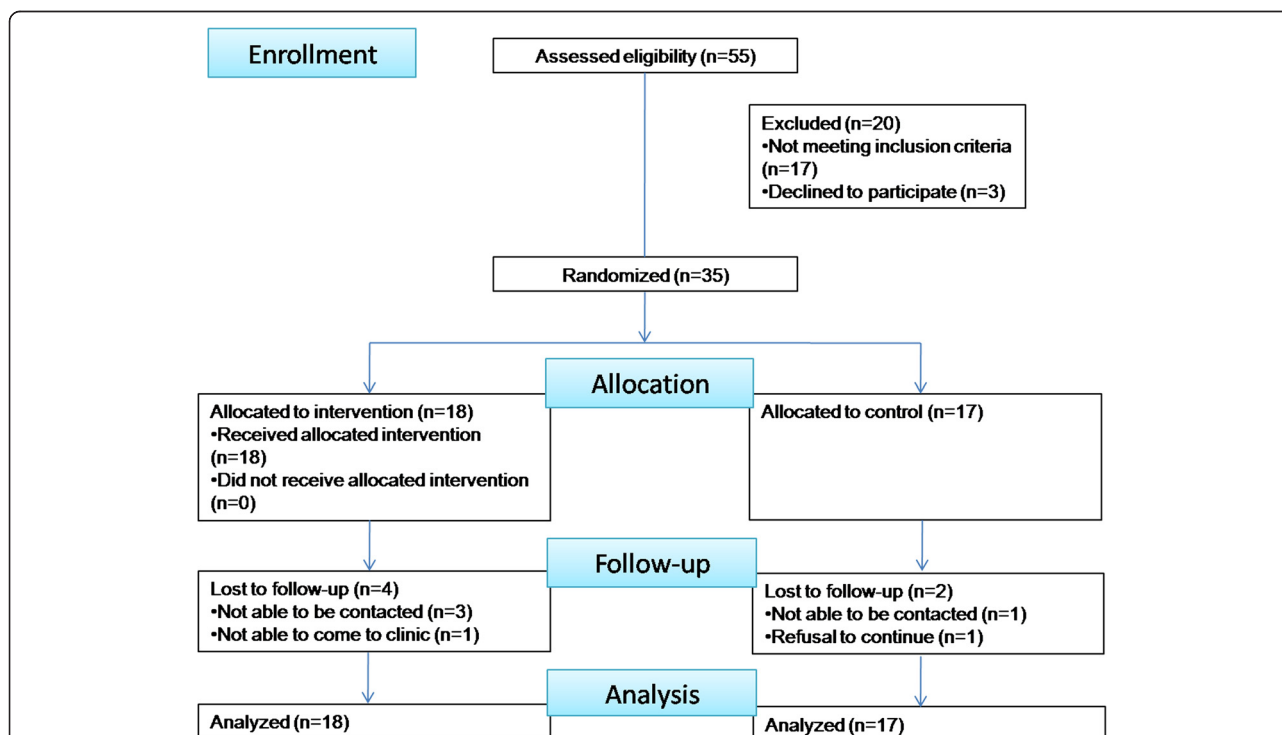 Enrollment
Assessed eligibility (n=55)
Excluded (n=20)
•Not meeting inclusion criteria
(n=17)
•Declined to participate (n=3)
Randomized (n=35)
Allocation
Allocated to intervention (n=18)
•Received allocated intervention
(n=18)
•Did not receive allocated intervention
(n=0)
Allocated to control (n=17)
Follow-up
Lost to follow-up (n=4)
•Not able to be contacted (n=3)
•Not able to come to clinic (n=1)
Lost to follow-up (n=2)
•Not able to be contacted (n=1)
•Refusal to continue (n=1)
Analysis
Analyzed (n=18)
Analyzed (n=17)